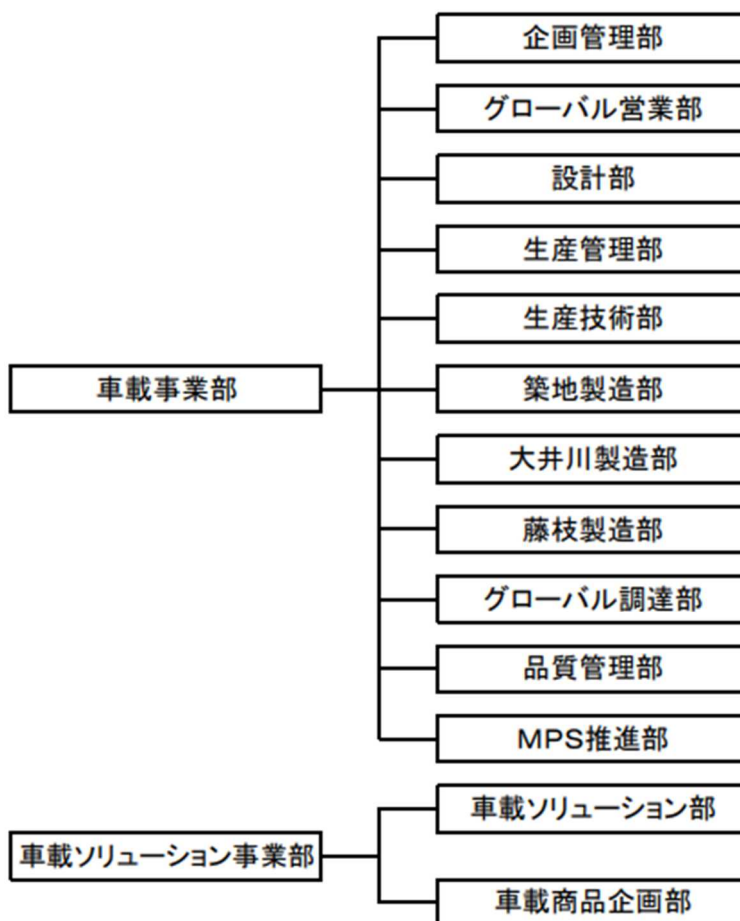 企画管理部
グローバル営業部
設計部
生産管理部
生産技術部
車載事業部
築地製造部
大井川製造部
藤枝製造部
グローバル調達部
品質管理部
MPS推進部
車載ソリューション部
車載ソリューション事業部
車載商品企画部